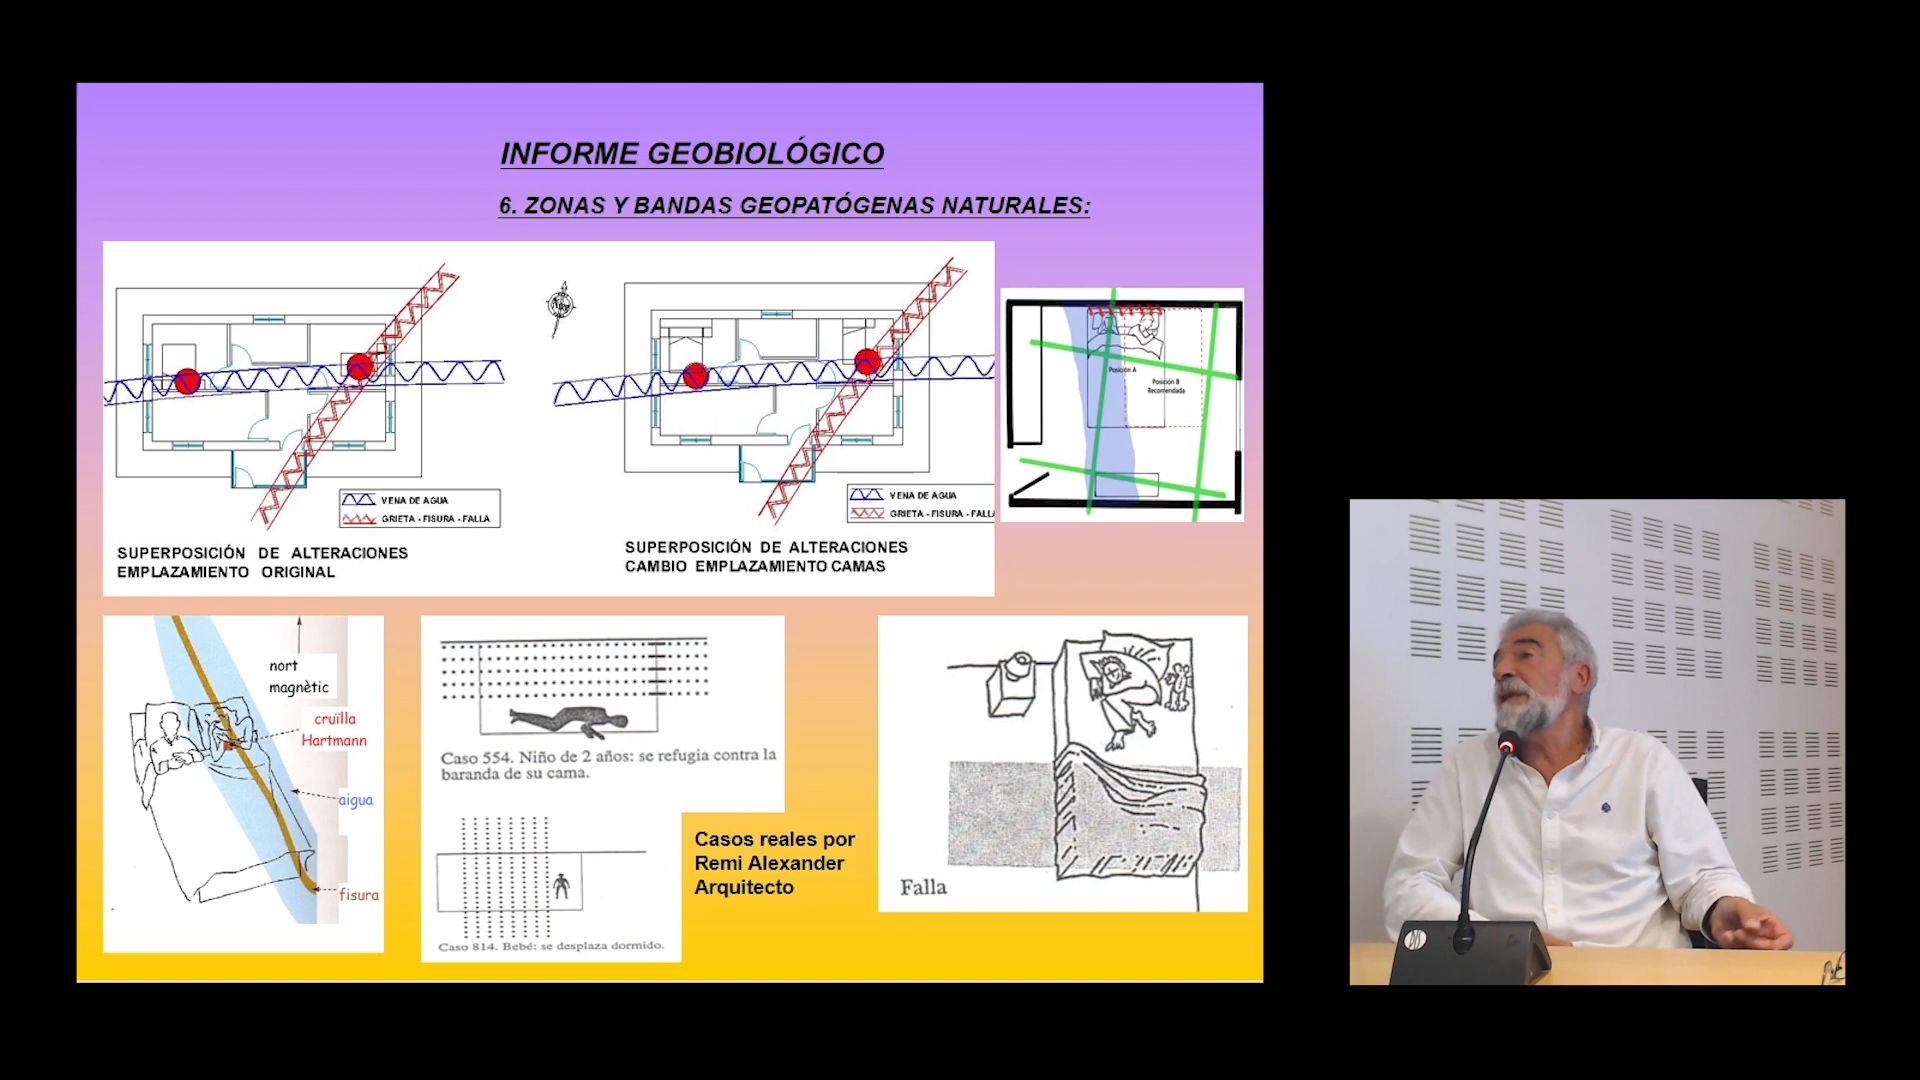 INFORME GEOBIOLÓGICO
6. ZONAS Y BANDAS GEOPATÓGENAS NATURALES:
VENA DE AGUA
GRIETA - FISURA - FALLA
SUPERPOSICIÓN DE ALTERACIONES
EMPLAZAMIENTO ORIGINAL
VENA DE AGUA
GRIETA - FISURA - FALLA
SUPERPOSICIÓN DE ALTERACIONES
CAMBIO EMPLAZAMIENTO CAMAS
Posición A
Posición B
Recomendada
nort
magnètic
cruïlla
Hartmann
aigua
fisura
Caso 554. Niño de 2 años: se refugia contra la
baranda de su cama.
Caso 814. Bebé: se desplaza dormido.
Casos reales por
Remi Alexander
Arquitecto
Falla